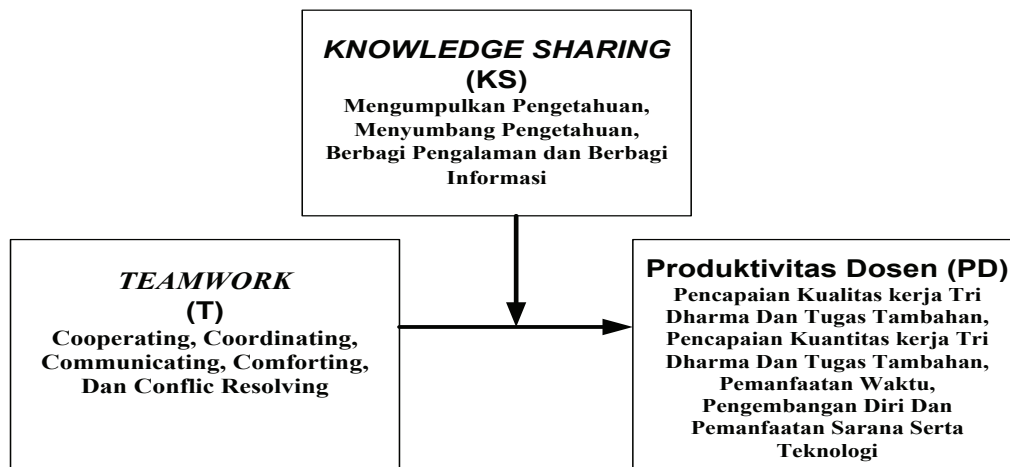 KNOWLEDGE SHARING
(KS)
Mengumpulkan Pengetahuan,
Menyumbang Pengetahuan,
Berbagi Pengalaman dan Berbagi
Informasi
TEAMWORK
(T)
Cooperating, Coordinating,
Communicating, Comforting,
Dan Conflic Resolving
Produktivitas Dosen (PD)
Pencapaian Kualitas kerja Tri
Dharma Dan Tugas Tambahan,
Pencapaian Kuantitas kerja Tri
Dharma Dan Tugas Tambahan,
Pemanfaatan Waktu,
Pengembangan Diri Dan
Pemanfaatan Sarana Serta
Teknologi